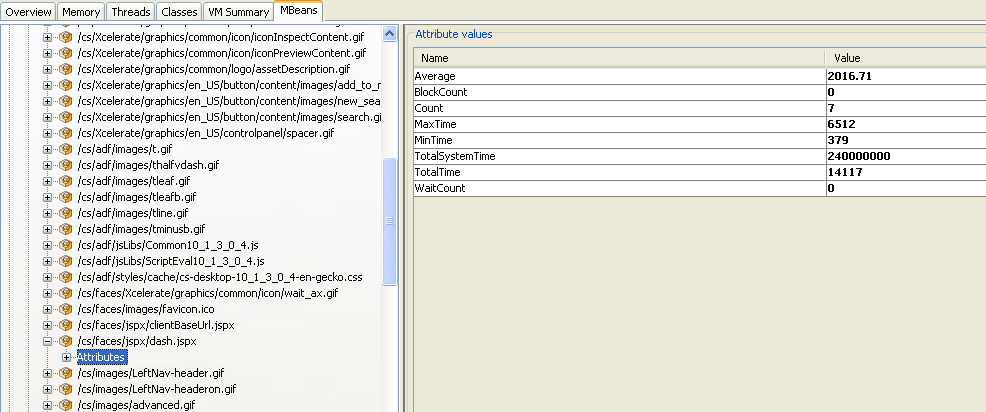 Overview Memory Threads Classes VM Summary MBeans
/cs/Xcelerate/graphics/common/icon/iconInspectContent.gif
/cs/Xcelerate/graphics/common/icon/iconPreviewContent.gif
/cs/Xcelerate/graphics/common/logo/assetDescription.gif
/cs/Xcelerate/graphics/en_US/button/content/images/add_to_r
/cs/Xcelerate/graphics/en_US/button/content/images/new_sea
/cs/Xcelerate/graphics/en_US/button/content/images/search.gi
/cs/Xcelerate/graphics/en_US/controlpanel/spacer.gif
/cs/adf/images/t.gif
/cs/adf/images/thalfvdash.gif
/cs/adf/images/tleaf.gif
/cs/adf/images/tleafb.gif
/cs/adf/images/tline.gif
/cs/adf/images/tminusb.gif
/cs/adf/jsLibs/Common10_1_3_0_4.js
/cs/adf/jsLibs/ScriptEval10_1_3_0_4.js
/cs/adf/styles/cache/cs-desktop-10_1_3_0_4-en-gecko.css
/cs/faces/Xcelerate/graphics/common/icon/wait_ax.gif
/cs/faces/images/favicon.ico
/cs/faces/jspx/clientBaseUrl.jspx
/cs/faces/jspx/dash.jspx
Attributes
/cs/images/LeftNav-header.gif
/cs/images/LeftNav-headeron.gif
/cs/images/advanced.gif
Attribute values
Name Value
Average 2016.71
BlockCount 0
Count 7
MaxTime 6512
MinTime 379
TotalSystemTime 240000000
TotalTime 14117
WaitCount 0